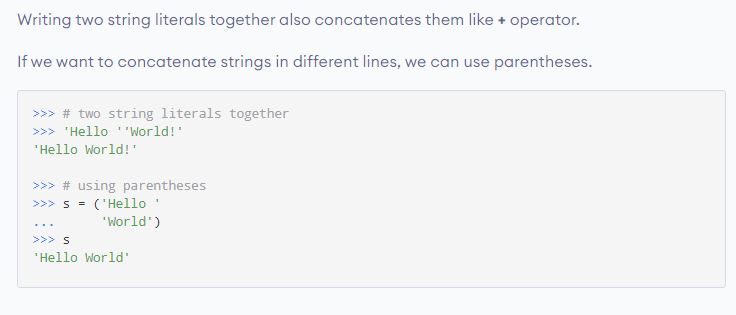 Writing two string literals together also concatenates them like + operator.
If we want to concatenate strings in different lines, we can use parentheses.
>>> # two string literals together
>>> 'Hello ''World!'
'Hello World!'
>>> # using parentheses
>>> s = ('Hello '
...      'World')
>>> s
'Hello World'